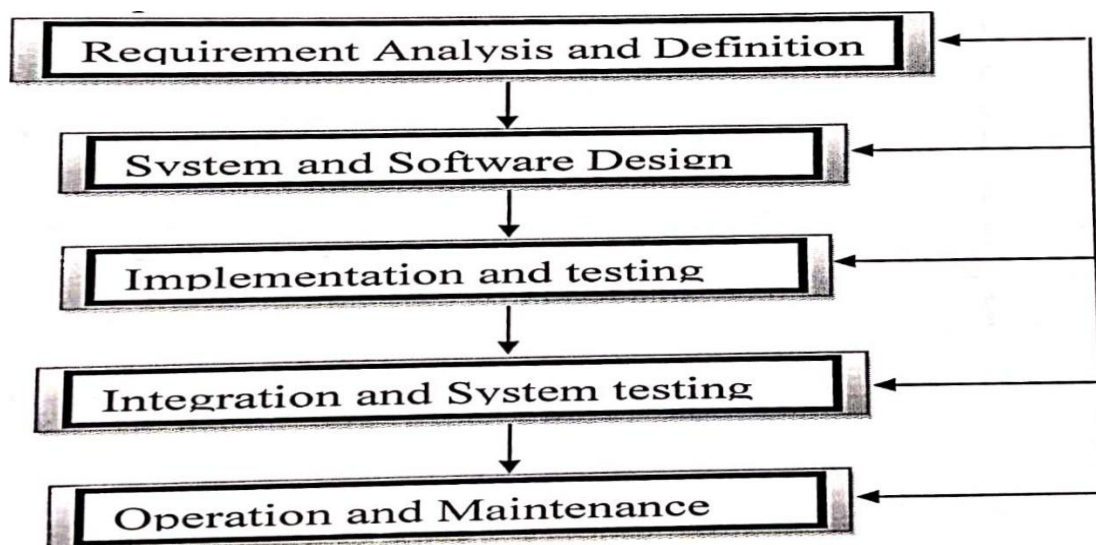 Requirement Analysis and Definition
System and Software Design
Implementation and testing
Integration and System testing
Operation and Maintenance